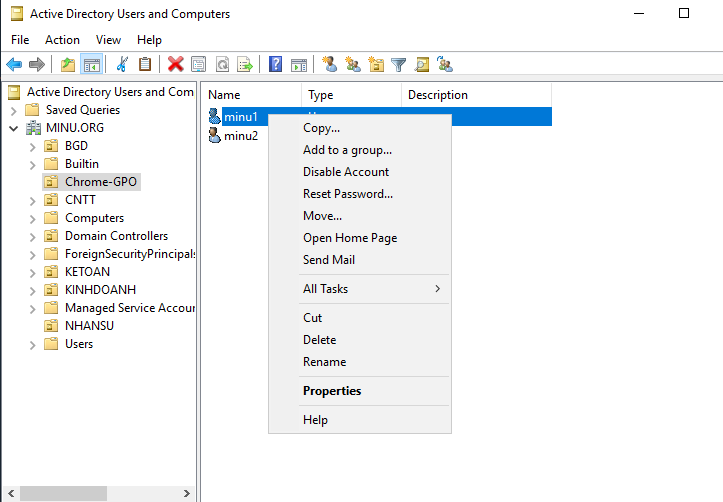 Active Directory Users and Computers
File Action View Help
Active Directory Users and Com
Saved Queries
MINU.ORG
BGD
Builtin
Chrome-GPO
CNTT
Computers
Domain Controllers
ForeignSecurityPrincipals
KETOAN
KINHDOANH
Managed Service Accour
NHANSU
Users
Name Type Description
minu1
minu2
Copy...
Add to a group...
Disable Account
Reset Password...
Move...
Open Home Page
Send Mail
All Tasks
Cut
Delete
Rename
Properties
Help